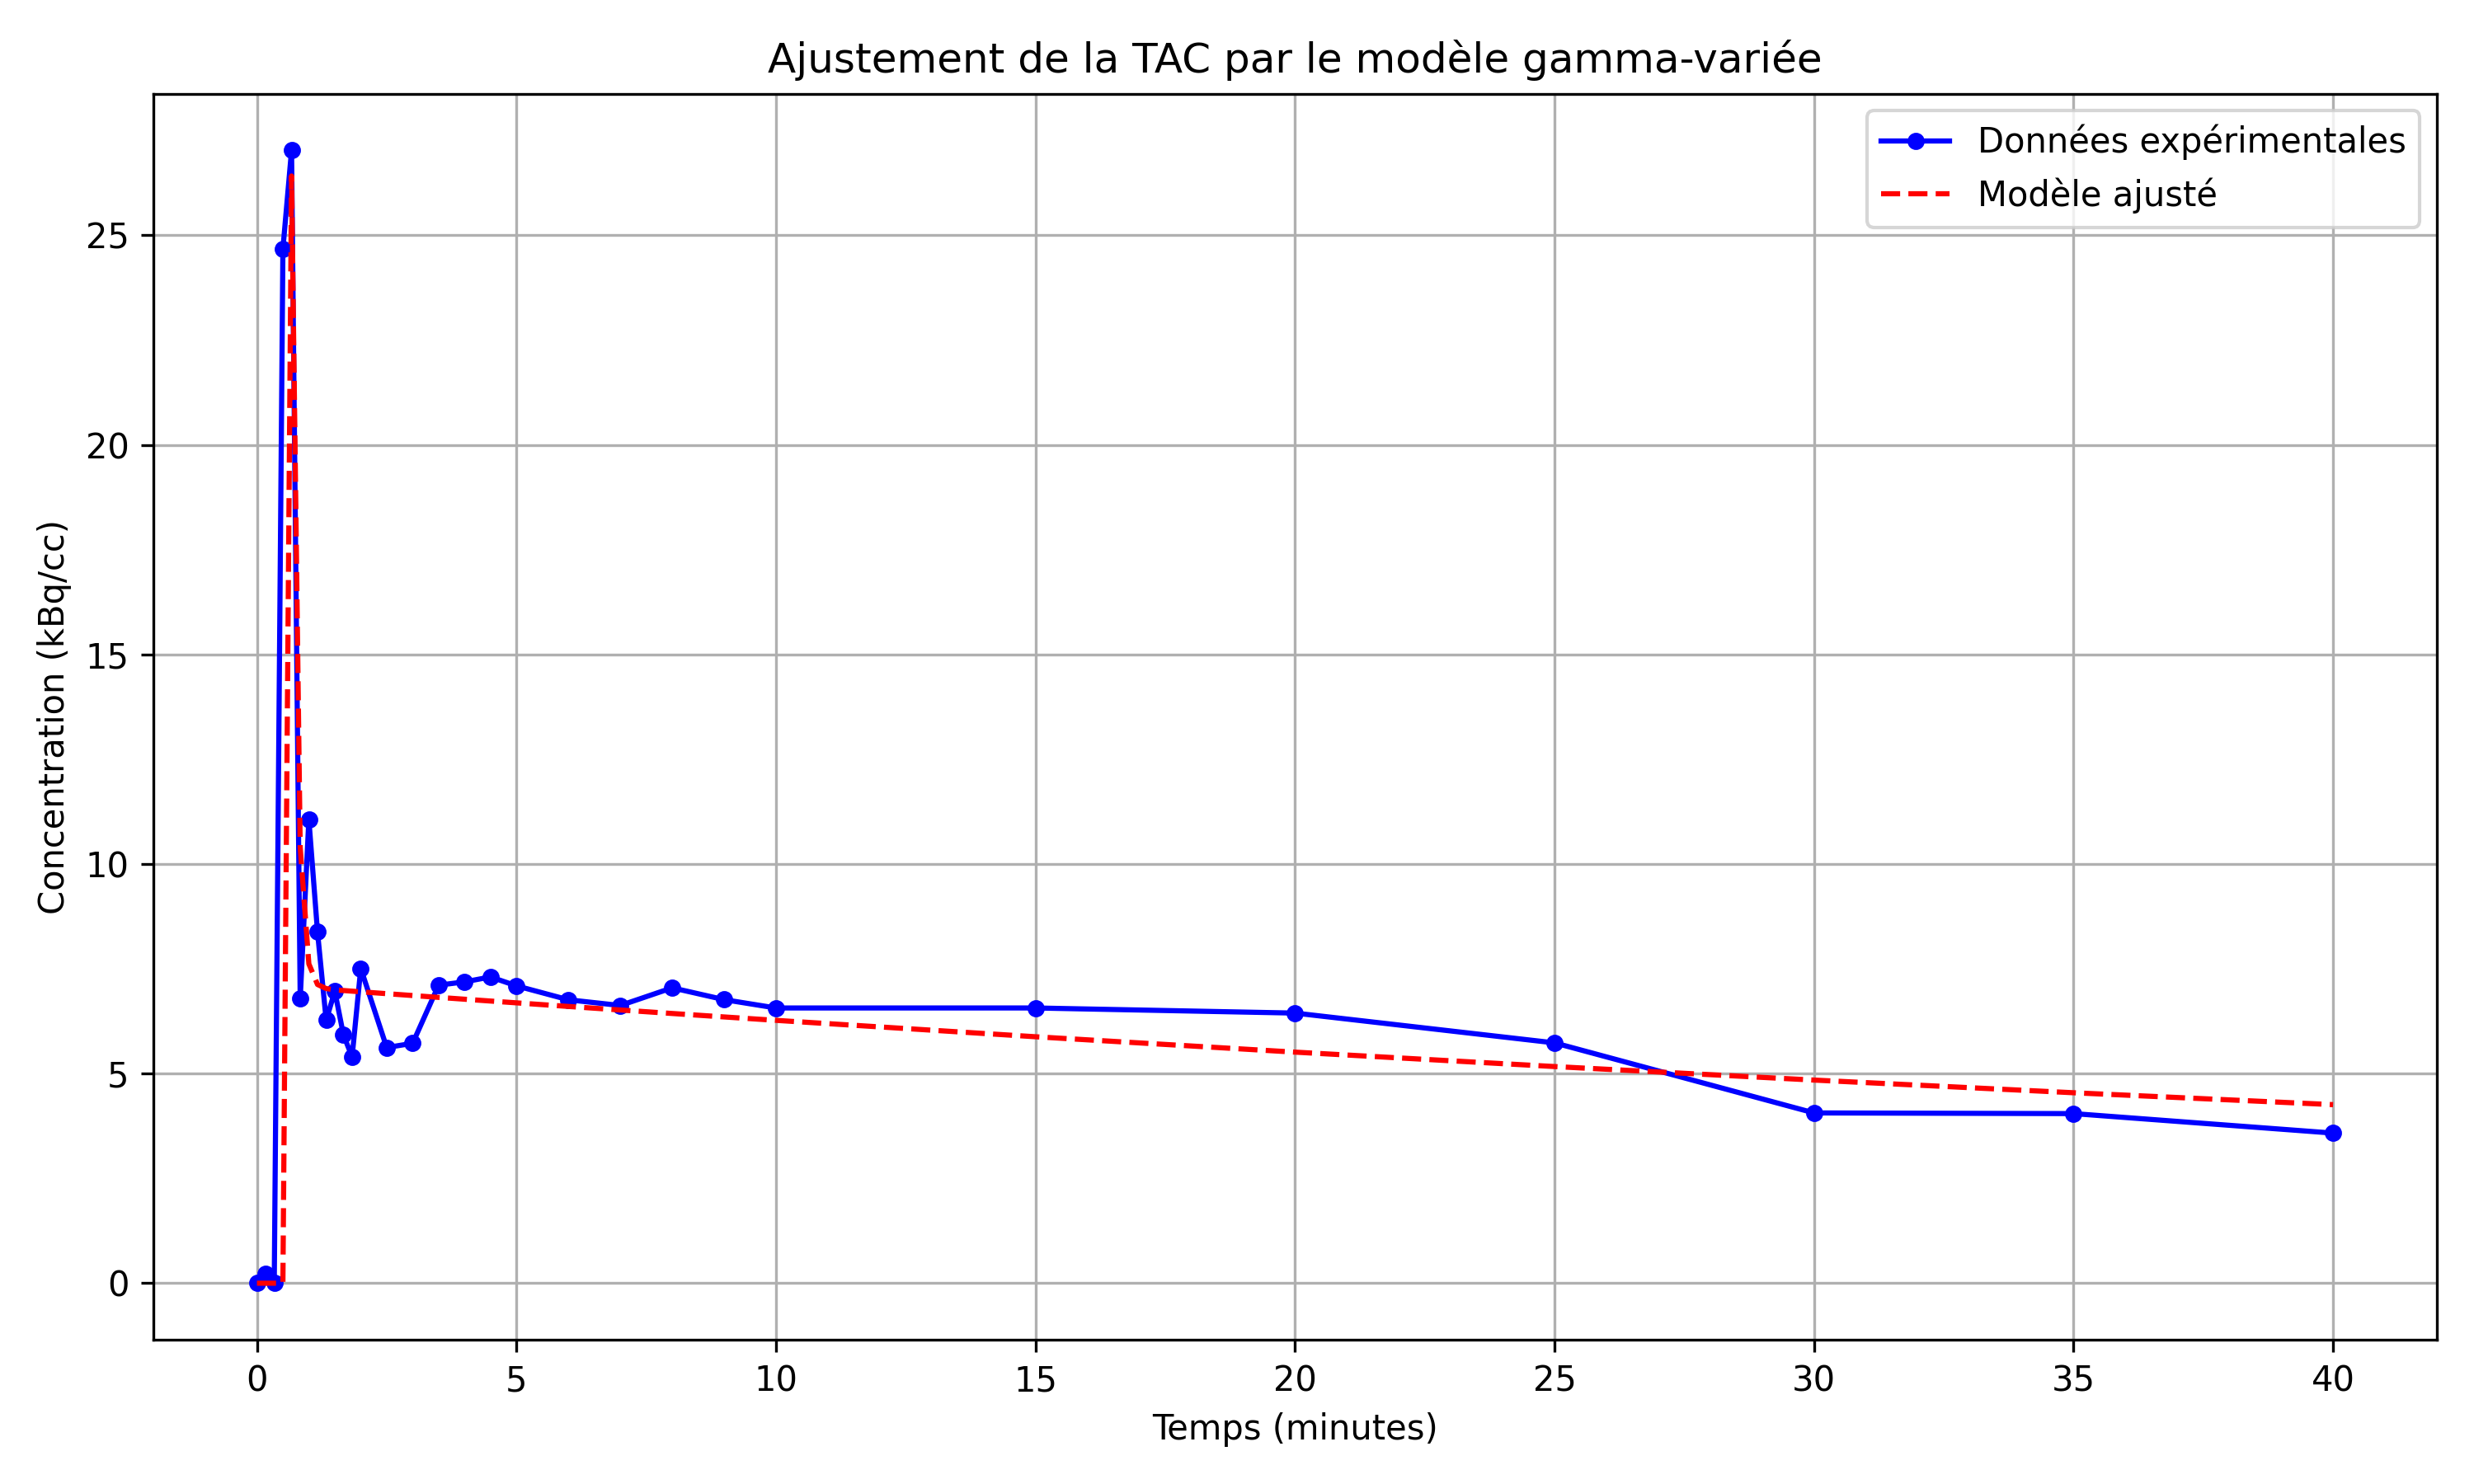 Ajustement de la TAC par le modèle gamma-variée
Données expérimentales
Modèle ajusté
Concentration (kBq/cc)
25
20
15
10
5
0
0 5 10 15 20 25 30 35 40
Temps (minutes)